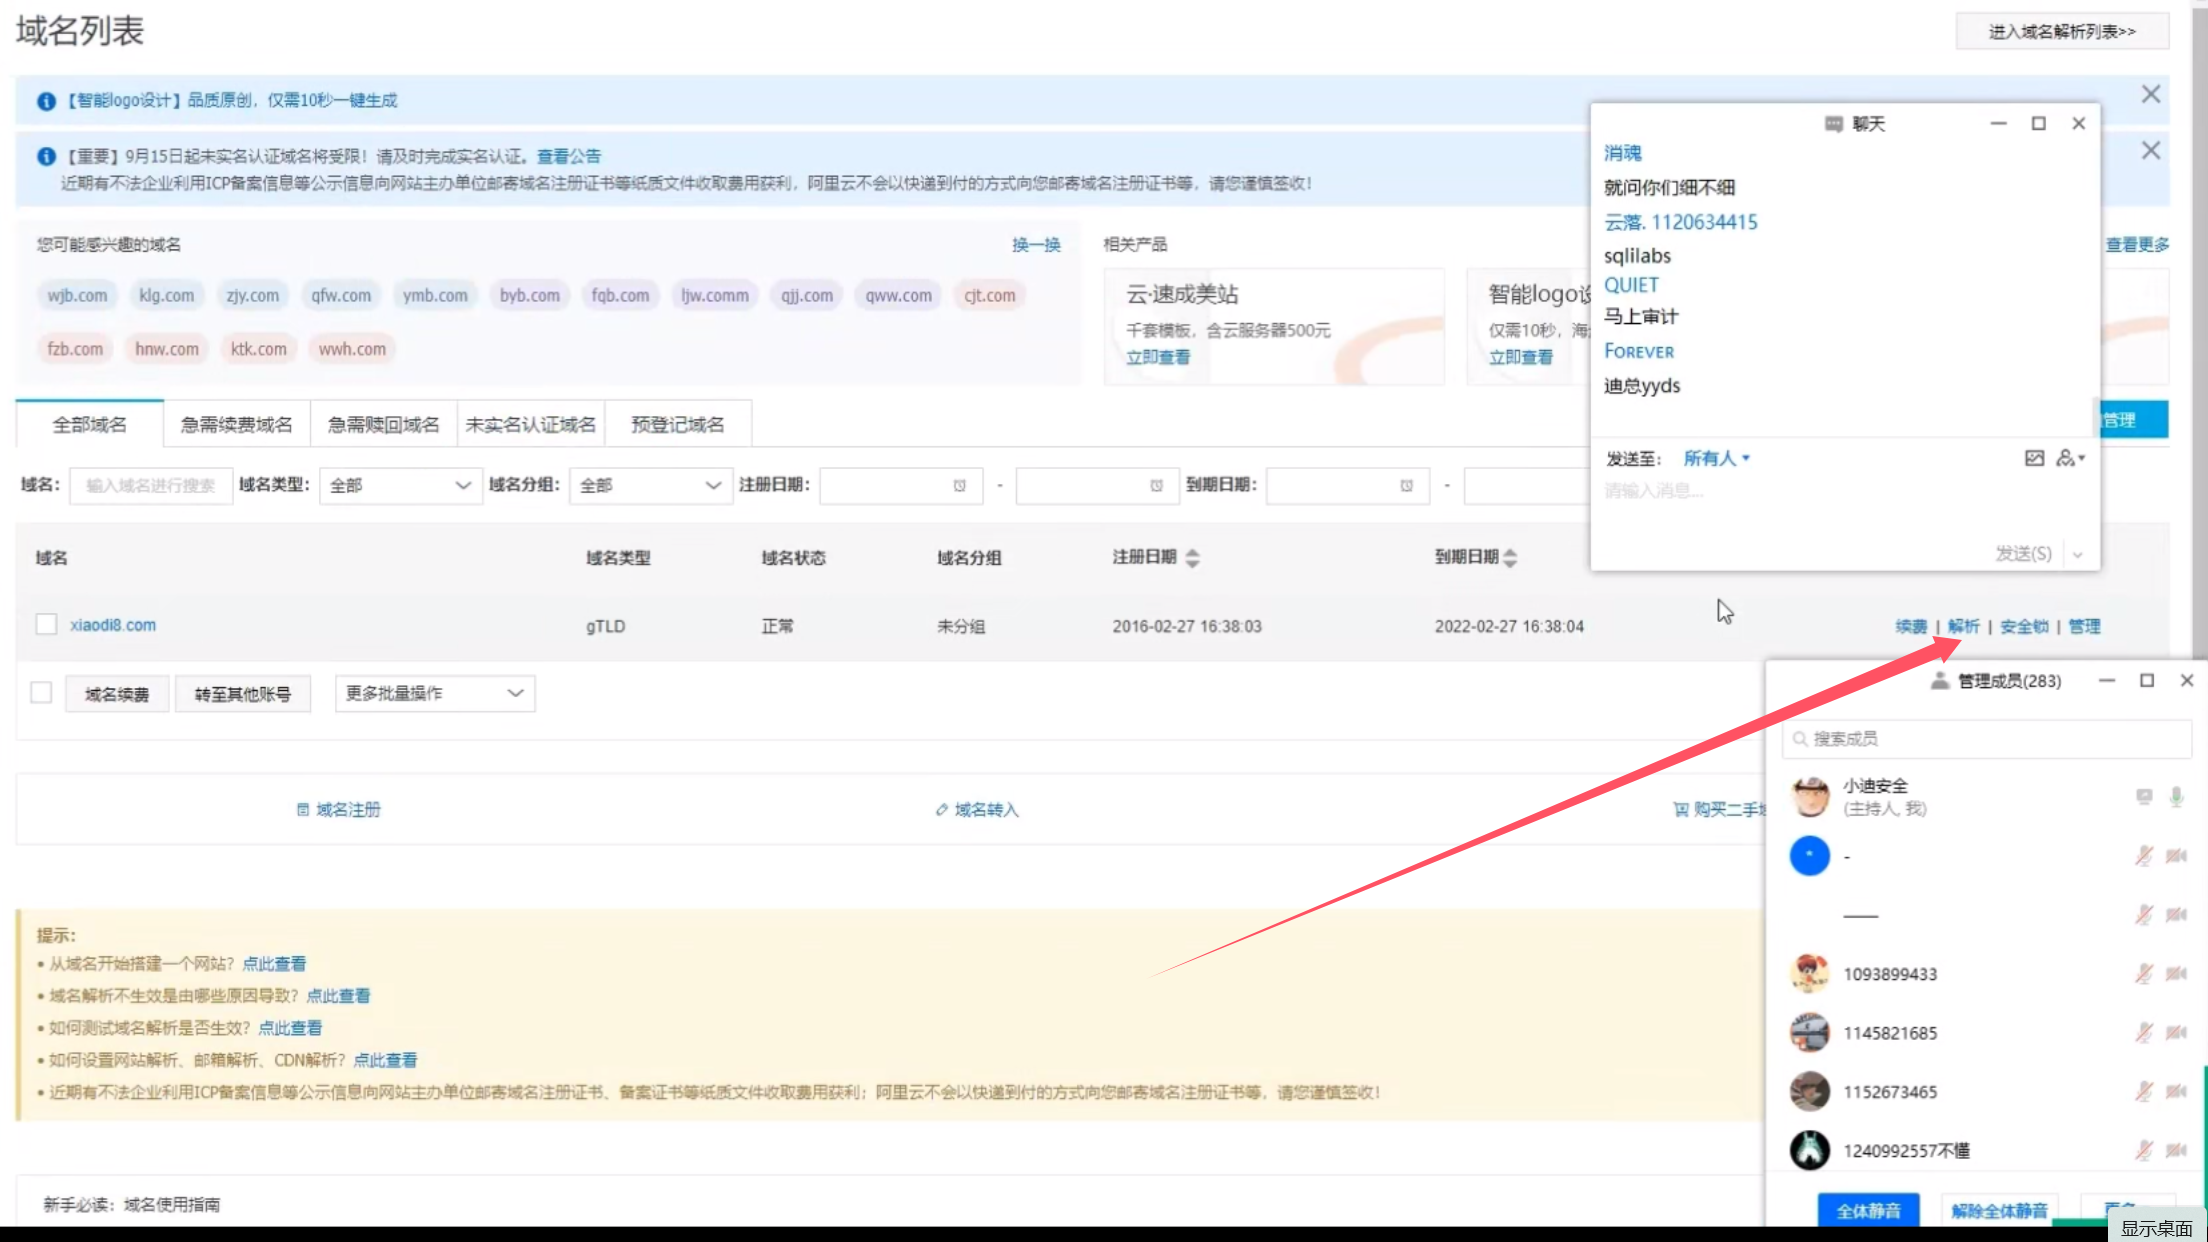 域名列表
进入域名解析列表>>
【智能logo设计】品质原创，仅需10秒一键生成
【重要】9月15日起未实名认证域名将受限！请及时完成实名认证。查看公告
近期有不法企业利用ICP备案信息等公示信息向网站主办单位邮寄域名注册证书等纸质文件收取费用获利，阿里云不会以快递到付的方式向您邮寄域名注册证书等，请您谨慎签收！
您可能感兴趣的域名
换一换
wjb.com klg.com zjy.com qfw.com ymb.com byb.com fqb.com ljw.comm qjj.com qww.com cjt.com
fzb.com hnw.com ktk.com wwh.com
相关产品
查看更多
云·速成美站
千套模板，含云服务器500元
立即查看
智能logo设
仅需10秒，海
立即查看
全部域名 急需续费域名 急需赎回域名 未实名认证域名 预登记域名
管理
域名： 输入域名进行搜索 域名类型： 全部 域名分组： 全部 注册日期： - 到期日期： -
域名 域名类型 域名状态 域名分组 注册日期 到期日期
xiaodi8.com gTLD 正常 未分组 2016-02-27 16:38:03 2022-02-27 16:38:04 续费 | 解析 | 安全锁 | 管理
域名续费 转至其他账号 更多批量操作
域名注册 域名转入 购买二手
提示：
• 从域名开始搭建一个网站？点此查看
• 域名解析不生效是由哪些原因导致？点此查看
• 如何测试域名解析是否生效？点此查看
• 如何设置网站解析、邮箱解析、CDN解析？点此查看
• 近期有不法企业利用ICP备案信息等公示信息向网站主办单位邮寄域名注册证书、备案证书等纸质文件收取费用获利；阿里云不会以快递到付的方式向您邮寄域名注册证书等，请您谨慎签收！
新手必读：域名使用指南
聊天
消魂
就问你们细不细
云落. 1120634415
sqlilabs
QUIET
马上审计
FOREVER
迪总yyds
发送至： 所有人
请输入消息...
发送(S)
管理成员(283)
搜索成员
小迪安全
(主持人, 我)
-
——
1093899433
1145821685
1152673465
1240992557不懂
全体静音 解除全体静音
显示桌面